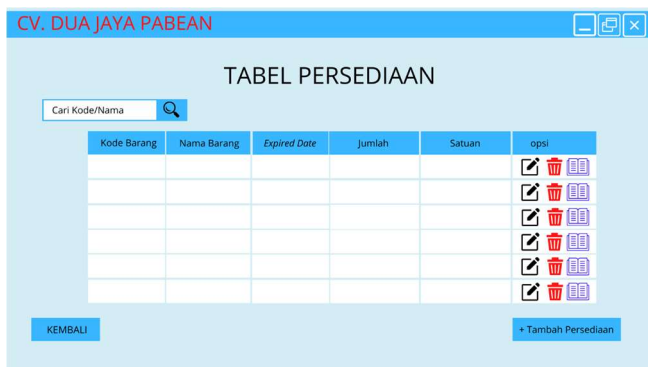 CV. DUA JAYA PABEAN
TABEL PERSEDIAAN
Cari Kode/Nama
Kode Barang Nama Barang Expired Date Jumlah Satuan opsi
KEMBALI + Tambah Persediaan